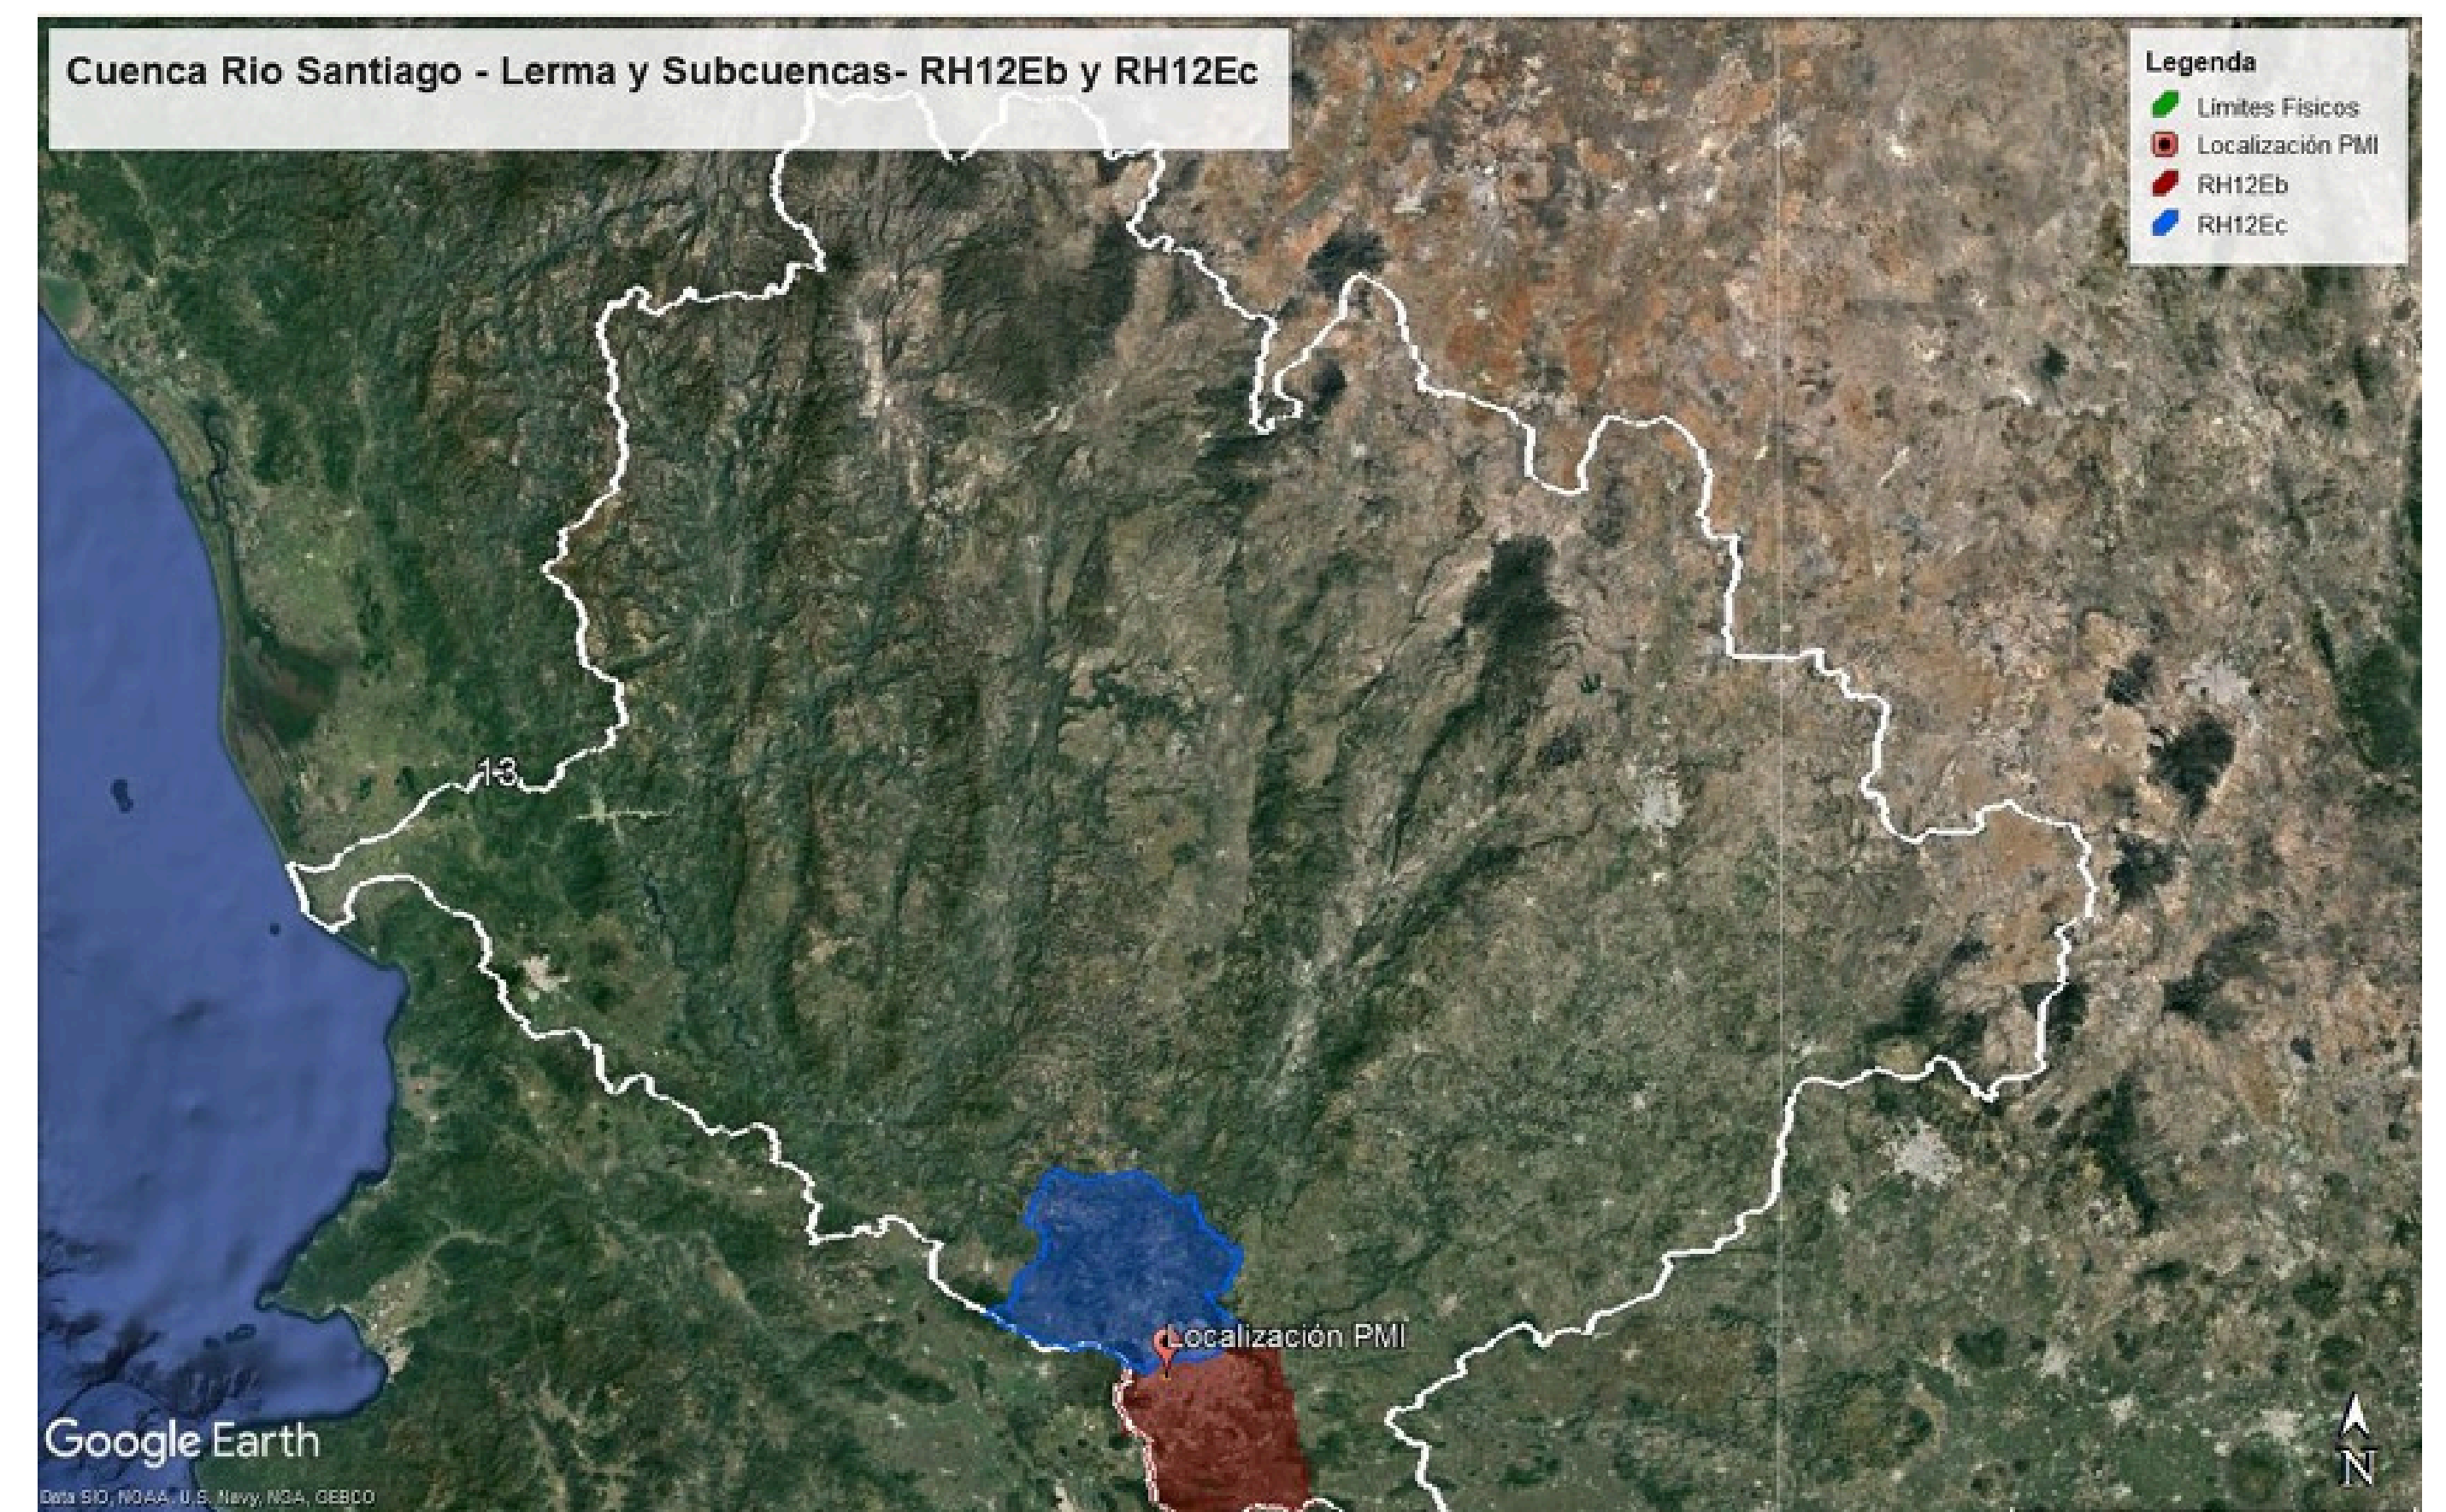 Cuenca Rio Santiago - Lerma y Subcuencas- RH12Eb y RH12Ec
Legenda
Limites Fisicos
Localización PMI
RH12Eb
RH12Ec
13
Localización PMI
Google Earth
N
Data SIO, NOAA, U.S. Navy, NGA, GEBCO